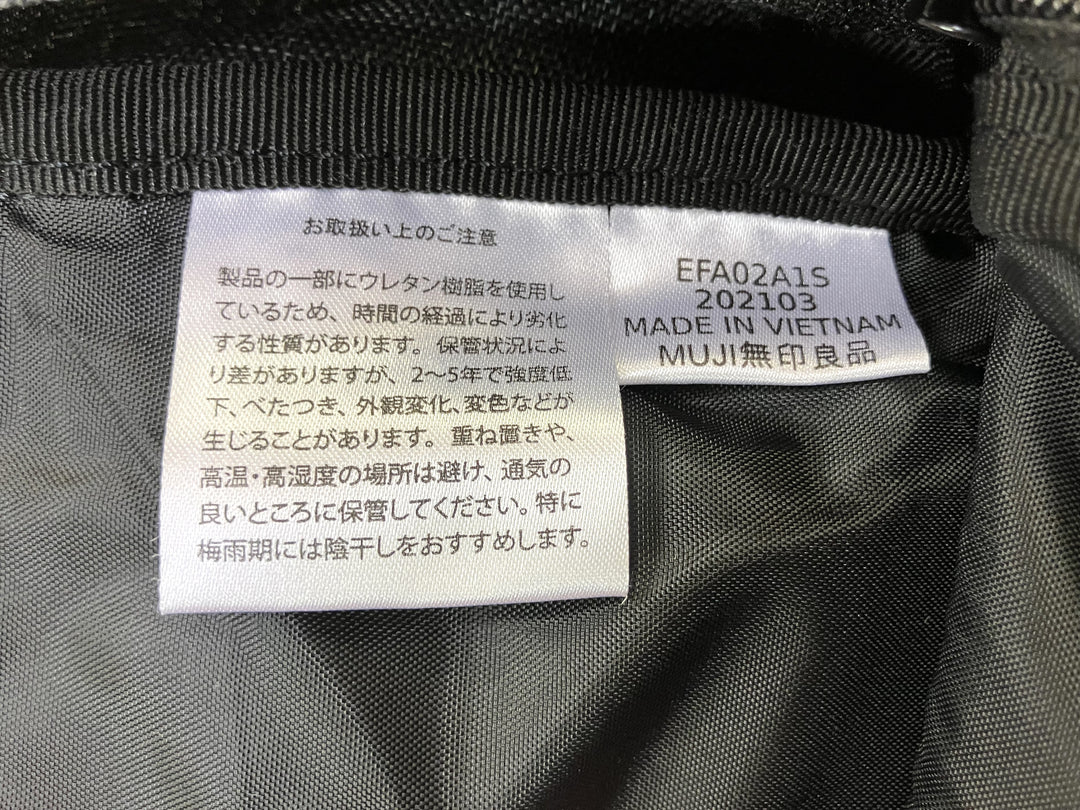 お取扱い上のご注意
製品の一部にウレタン樹脂を使用し
ているため、時間の経過により劣化
する性質があります。保管状況によ
り差がありますが、2～5年で強度低
下、べたつき、外観変化、変色などが
生じることがあります。重ね置きや、
高温・高湿度の場所は避け、通気の
良いところに保管してください。特に
梅雨期には陰干しをおすすめします。
EFA02A1S
202103
MADE IN VIETNAM
MUJI無印良品